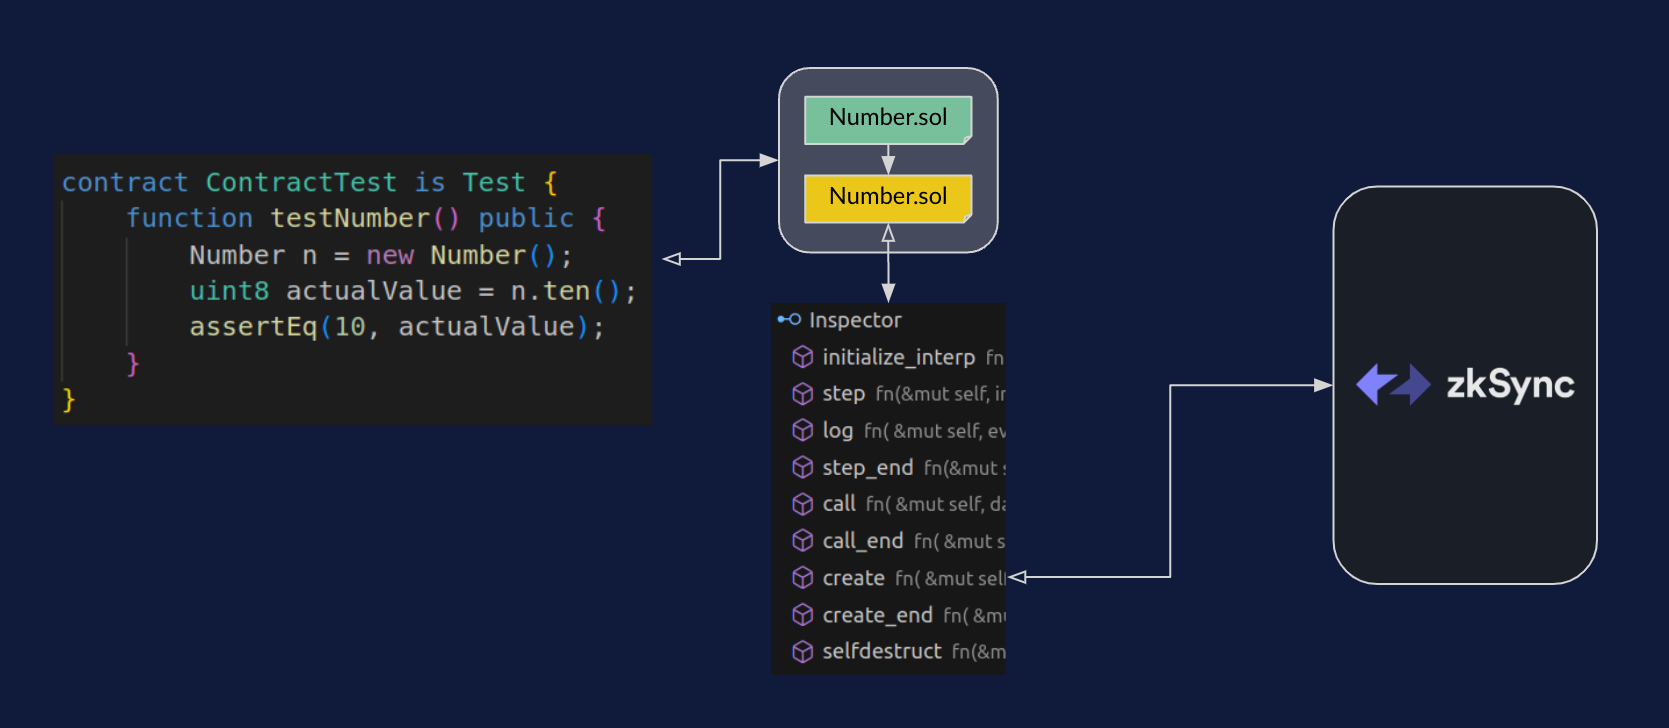 contract ContractTest is Test {
function testNumber() public {
Number n = new Number();
uint8 actualValue = n.ten();
assertEq(10, actualValue);
}
}
Number.sol
Number.sol
Inspector
initialize_interp fn
step fn(&mut self, in
log fn( &mut self, ev
step_end fn(&mut s
call fn( &mut self, da
call_end fn( &mut s
create fn( &mut self
create_end fn( &mu
selfdestruct fn(&m
zkSync